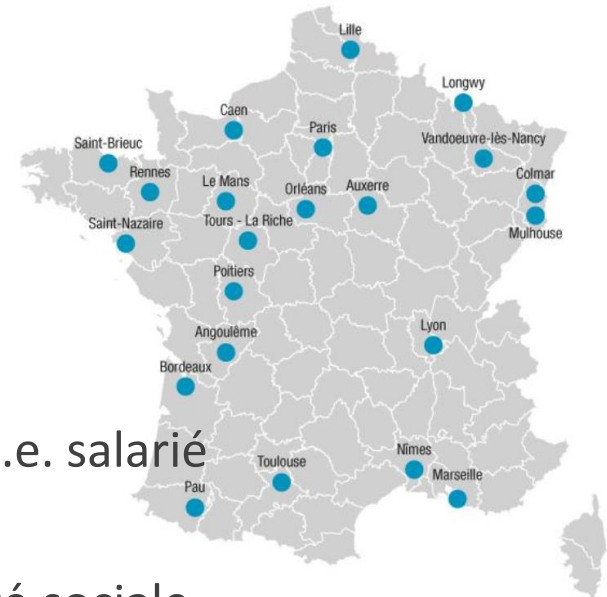 Lille
Longwy
Caen
Paris
Vandoeuvre-lès-Nancy
Saint-Brieuc
Rennes
Le Mans
Orléans
Auxerre
Colmar
Saint-Nazaire
Tours - La Riche
Mulhouse
Poitiers
Angoulême
Lyon
Bordeaux
.e. salarié
Toulouse
Nîmes
Marseille
Pau
sociale